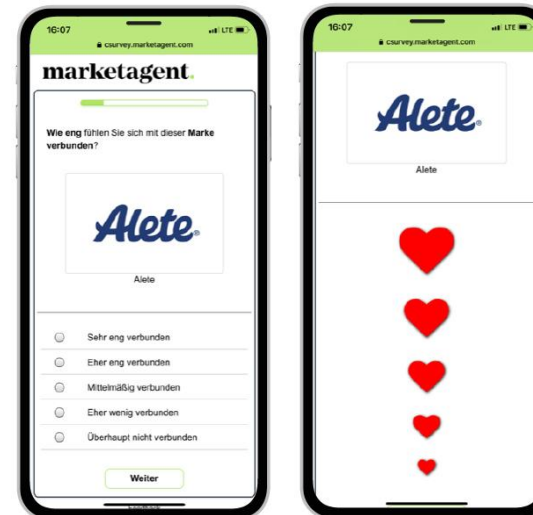 16:07
LTE
csurvey.marketagent.com
marketagent.
Wie eng fühlen Sie sich mit dieser Marke
verbunden?
Alete®
Alete
Sehr eng verbunden
Eher eng verbunden
Mittelmäßig verbunden
Eher wenig verbunden
Überhaupt nicht verbunden
Weiter
16:07
LTE
csurvey.marketagent.com
Alete®
Alete